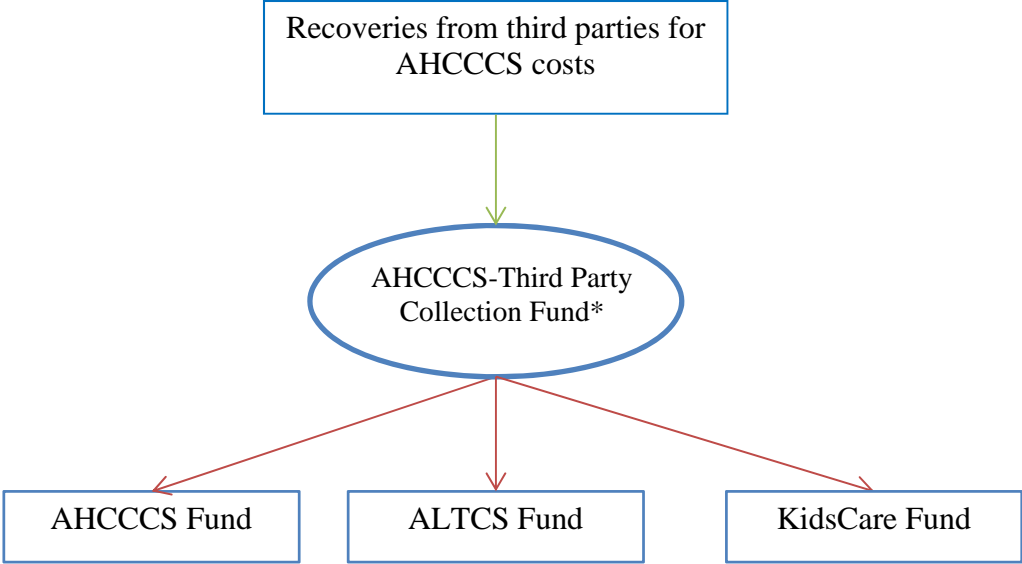 Recoveries from third parties for
AHCCCS costs
AHCCCS-Third Party
Collection Fund*
AHCCCS Fund
ALTCS Fund
KidsCare Fund